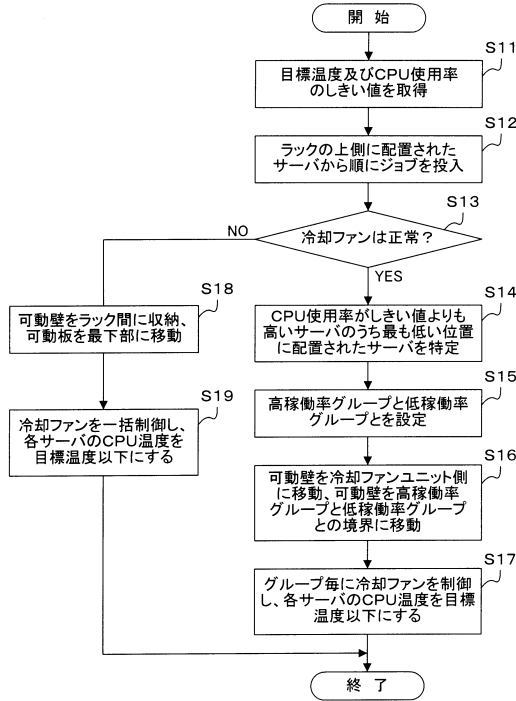 開 始
S11
目標温度及びCPU使用率
のしきい値を取得
S12
ラックの上側に配置された
サーバから順にジョブを投入
S13
冷却ファンは正常？
NO
YES
S18
可動壁をラック間に収納、
可動板を最下部に移動
S14
CPU使用率がしきい値よりも
高いサーバのうち最も低い位置
に配置されたサーバを特定
S19
冷却ファンを一括制御し、
各サーバのCPU温度を
目標温度以下にする
S15
高稼働率グループと低稼働率
グループとを設定
S16
可動壁を冷却ファンユニット側
に移動、可動壁を高稼働率
グループと低稼働率グループ
との境界に移動
S17
グループ毎に冷却ファンを制御
し、各サーバのCPU温度を目標
温度以下にする
終 了